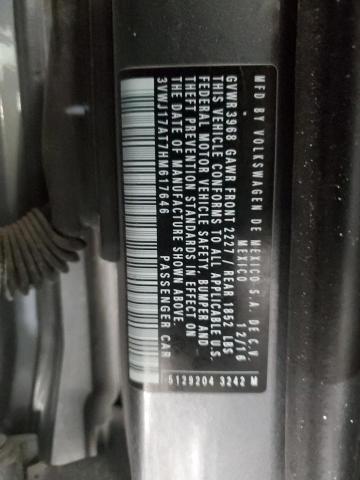 MFD BY VOLKSWAGEN DE MEXICO S.A. DE C.V.
MEXICO 12/16
GVWR 3968 GAWR FRONT 2227 / REAR 1852 LBS
THIS VEHICLE CONFORMS TO ALL APPLICABLE U.S.
FEDERAL MOTOR VEHICLE SAFETY, BUMPER AND
THEFT PREVENTION STANDARDS IN EFFECT ON
THE DATE OF MANUFACTURE SHOWN ABOVE.
3VWJ17AT7HM617646 PASSENGER CAR
5129204 3242 M